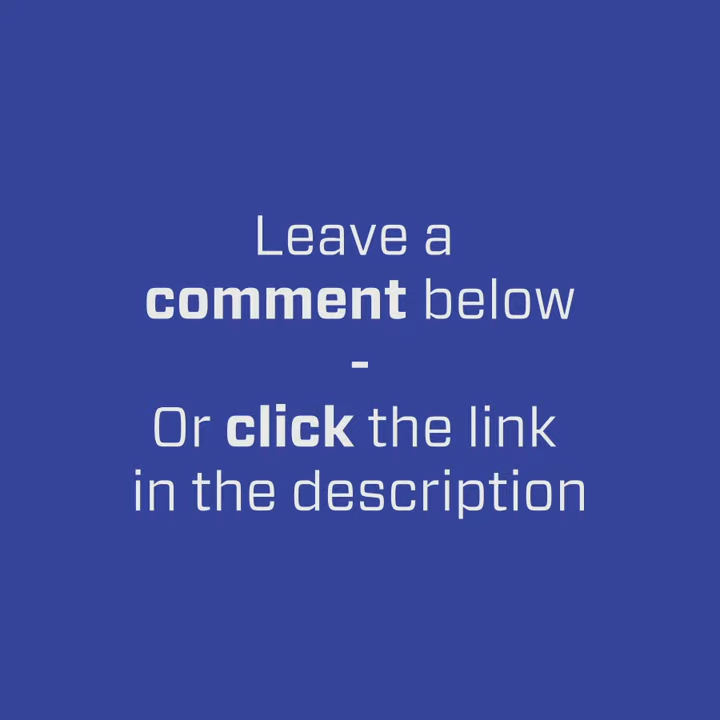 Leave a
comment below
-
Or click the link
in the description